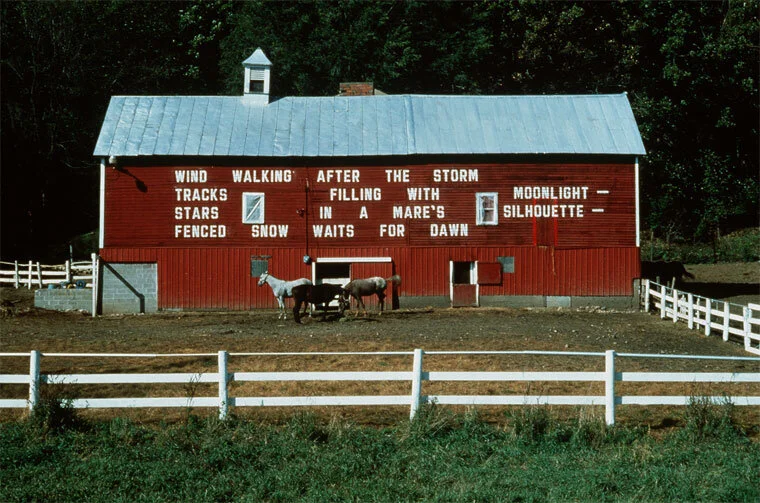 WIND WALKING AFTER THE STORM
TRACKS FILLING WITH MOONLIGHT —
STARS IN A MARE'S SILHOUETTE —
FENCED SNOW WAITS FOR DAWN